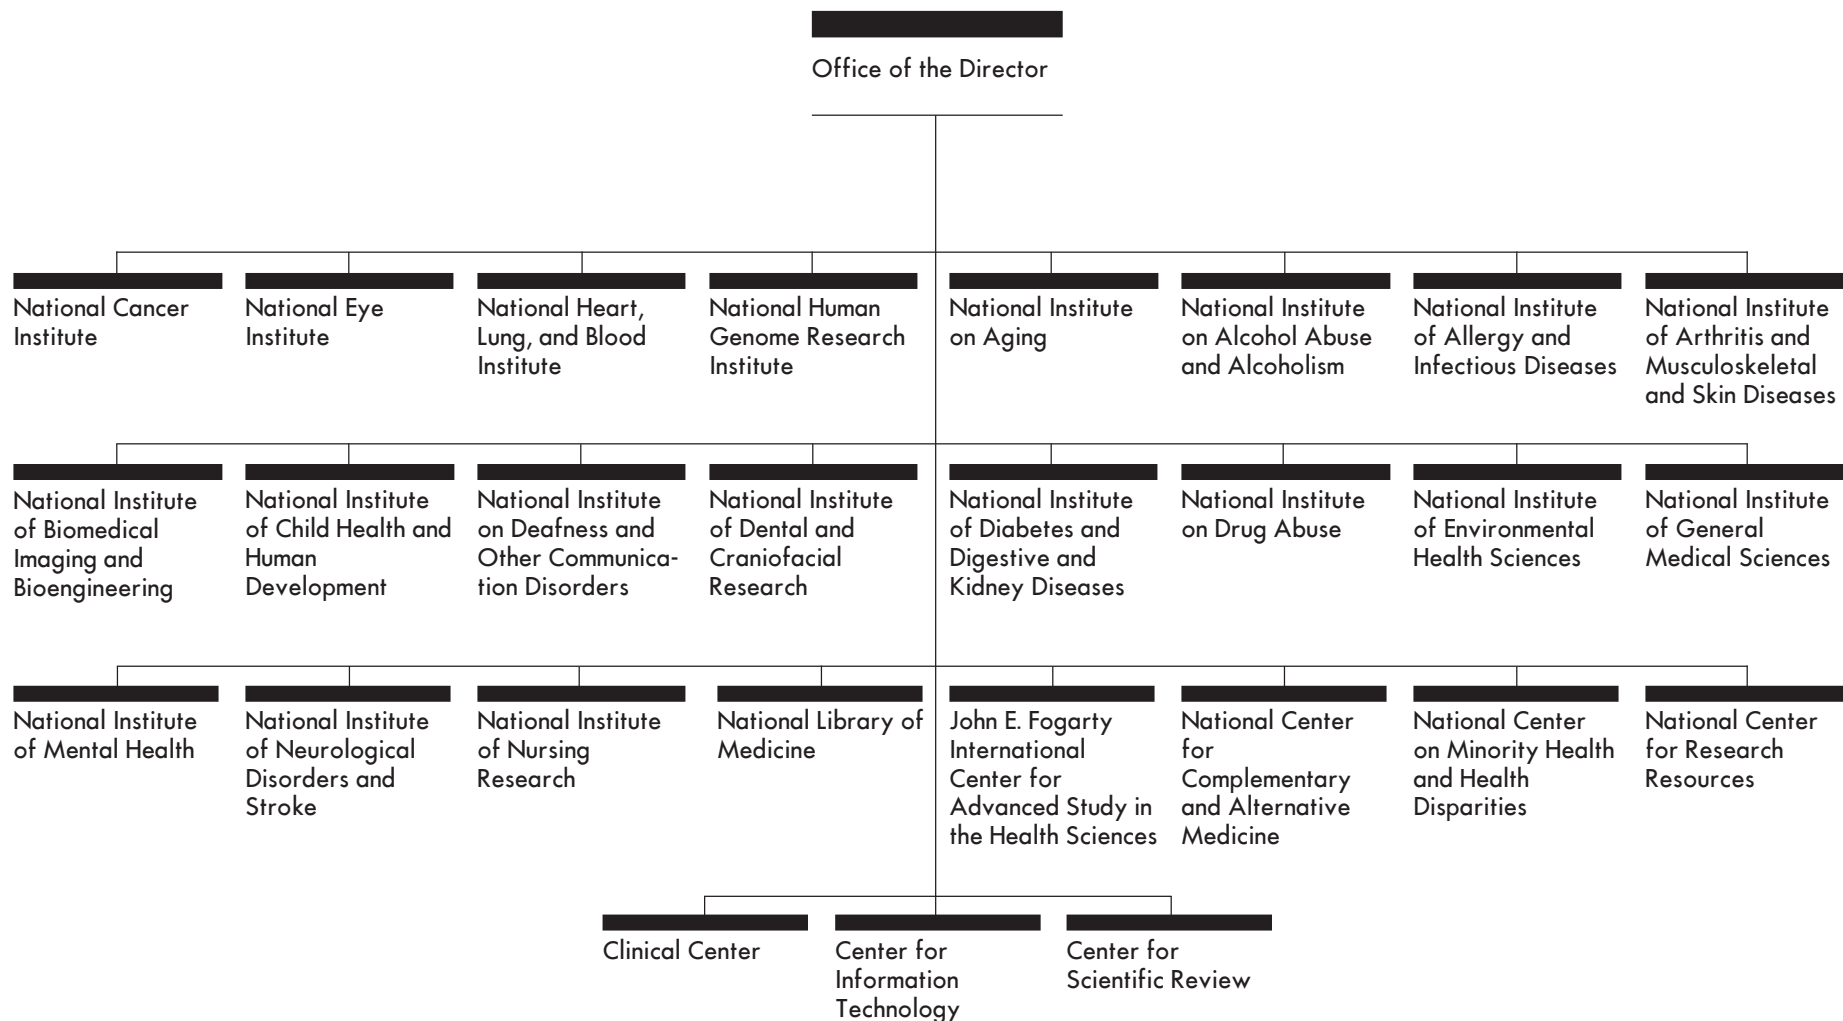 Office of the Director
National Cancer
Institute
National Eye
Institute
National Heart,
Lung, and Blood
Institute
National Human
Genome Research
Institute
National Institute
on Aging
National Institute
on Alcohol Abuse
and Alcoholism
National Institute
of Allergy and
Infectious Diseases
National Institute
of Arthritis and
Musculoskeletal
and Skin Diseases
National Institute
of Biomedical
Imaging and
Bioengineering
National Institute
of Child Health and
Human
Development
National Institute
on Deafness and
Other Communica-
tion Disorders
National Institute
of Dental and
Craniofacial
Research
National Institute
of Diabetes and
Digestive and
Kidney Diseases
National Institute
on Drug Abuse
National Institute
of Environmental
Health Sciences
National Institute
of General
Medical Sciences
National Institute
of Mental Health
National Institute
of Neurological
Disorders and
Stroke
National Institute
of Nursing
Research
National Library of
Medicine
John E. Fogarty
International
Center for
Advanced Study in
the Health Sciences
National Center
for
Complementary
and Alternative
Medicine
National Center
on Minority Health
and Health
Disparities
National Center
for Research
Resources
Clinical Center
Center for
Information
Technology
Center for
Scientific Review